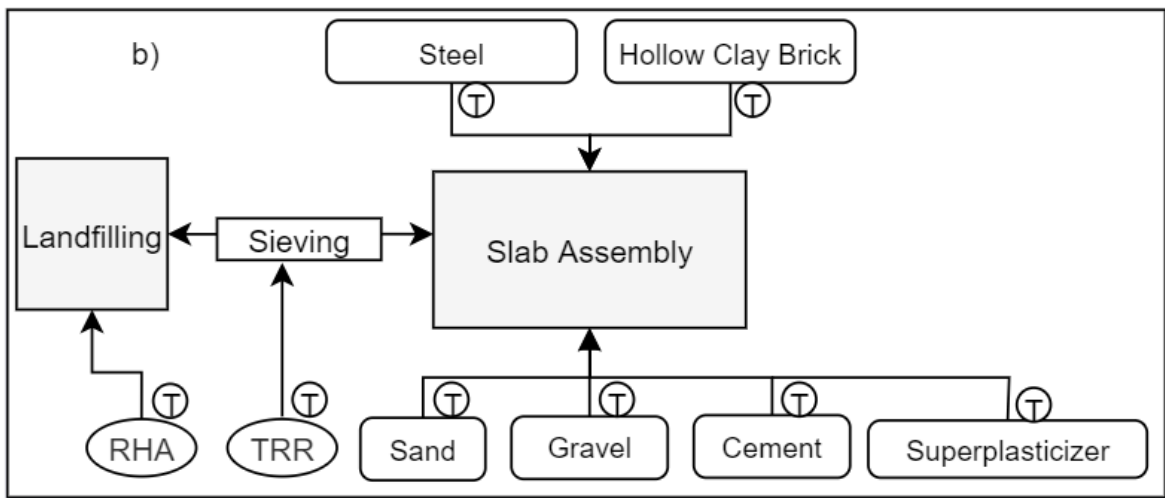 b)
Steel
Hollow Clay Brick
T
T
Landfilling
Sieving
Slab Assembly
T
T
T
T
T
T
RHA
TRR
Sand
Gravel
Cement
Superplasticizer